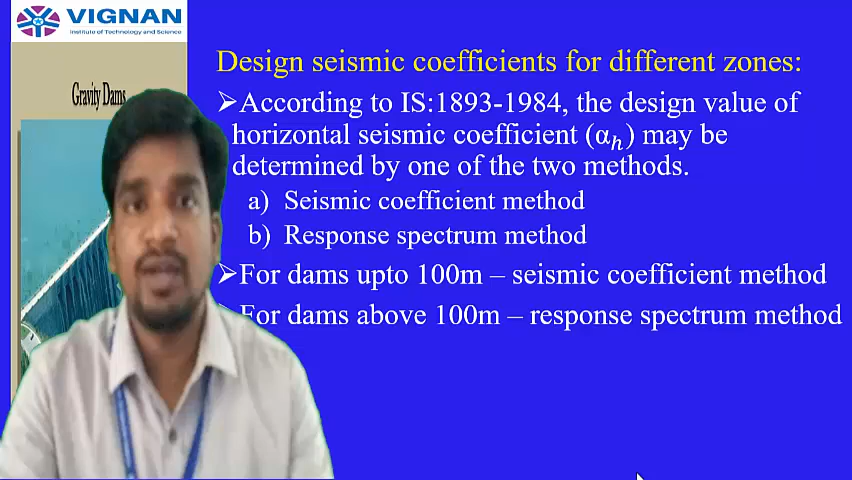 VIGNAN
Institute of Technology and Science
Gravity Dams
Design seismic coefficients for different zones:
➢According to IS:1893-1984, the design value of
horizontal seismic coefficient (αₕ) may be
determined by one of the two methods.
a) Seismic coefficient method
b) Response spectrum method
➢For dams upto 100m – seismic coefficient method
➢For dams above 100m – response spectrum method